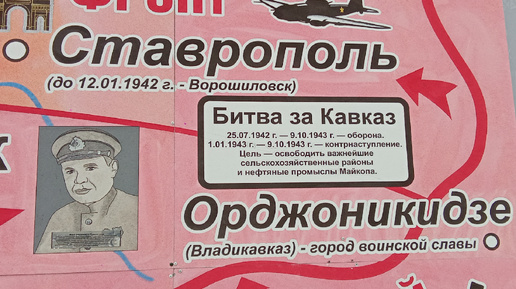 Фронт
Ставрополь
(до 12.01.1942 г. - Ворошиловск)
Битва за Кавказ
25.07.1942 г. — 9.10.1943 г. — оборона.
1.01.1943 г. — 9.10.1943 г. — контрнаступление.
Цель — освободить важнейшие
сельскохозяйственные районы
и нефтяные промыслы Майкопа.
к
Орджоникидзе
(Владикавказ) - город воинской славы